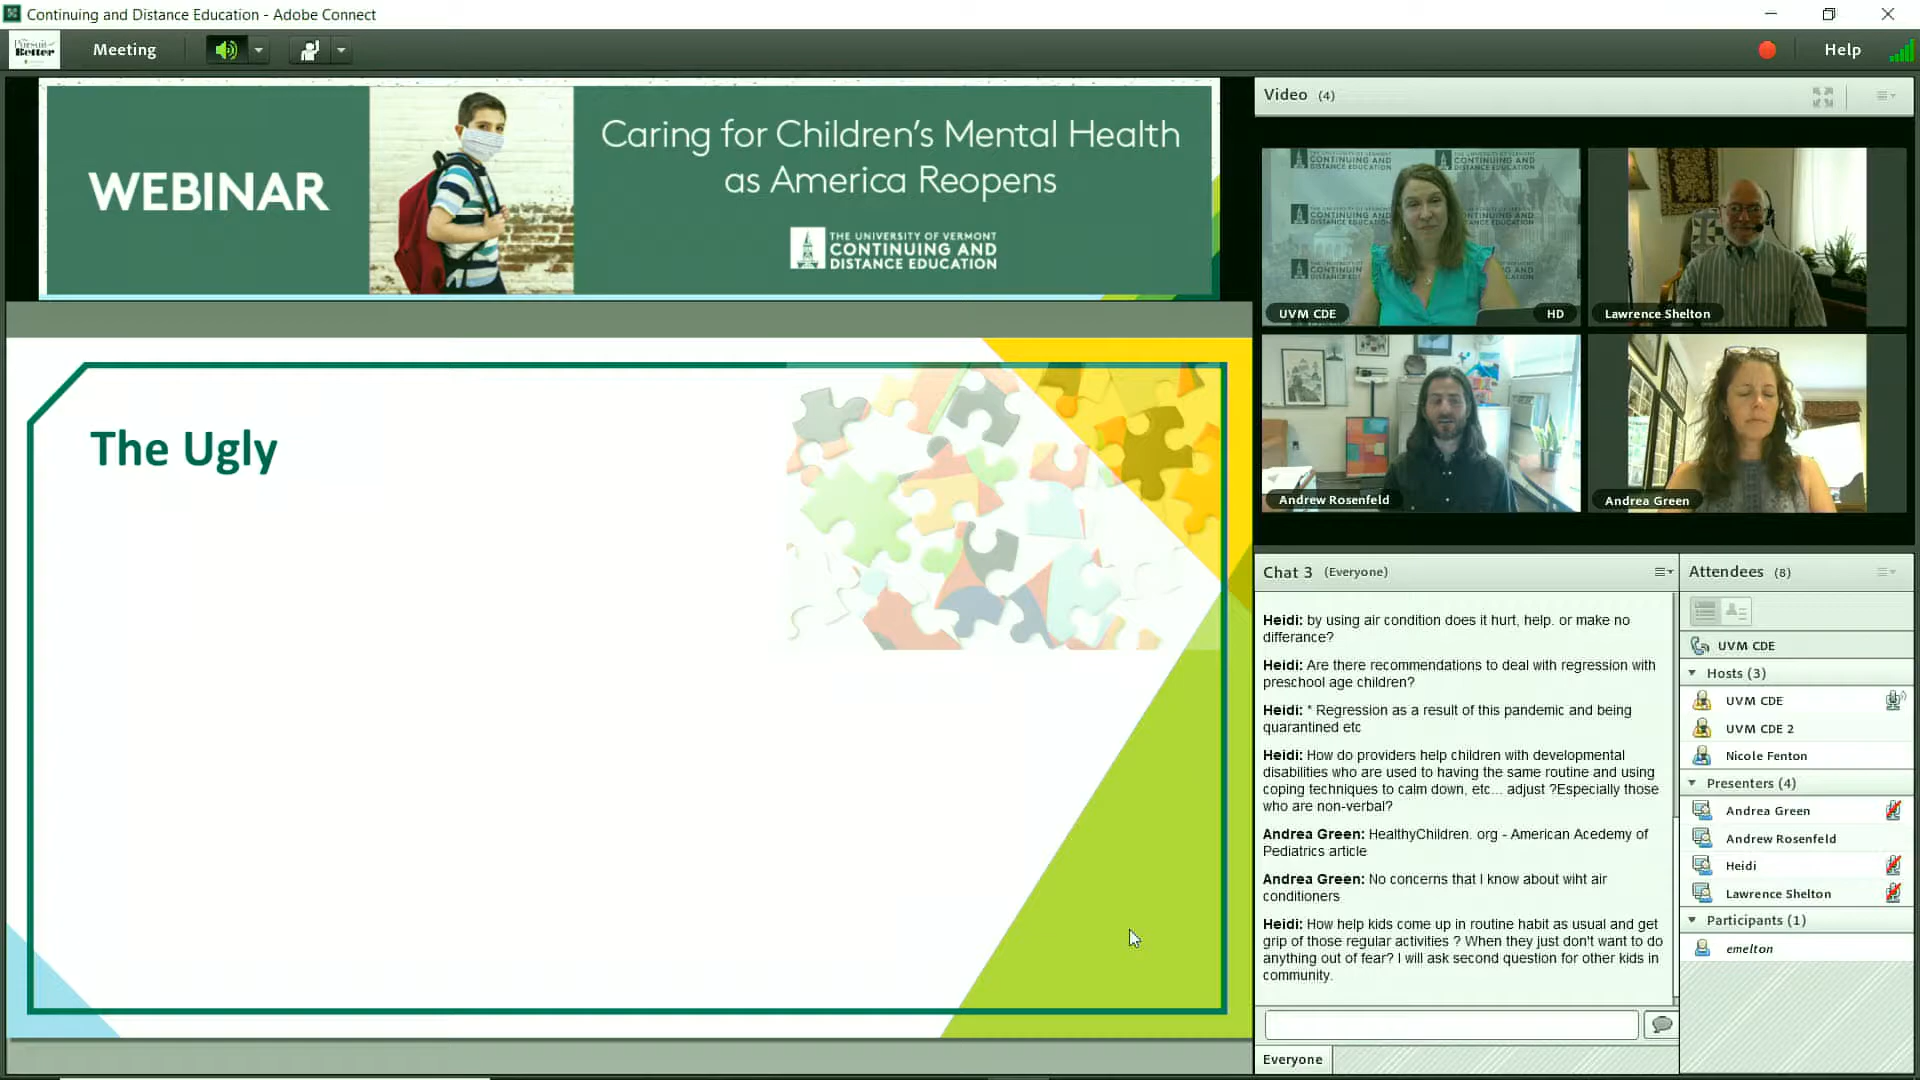 Continuing and Distance Education - Adobe Connect
Pursuit of
Better
Meeting
Help
WEBINAR
Caring for Children's Mental Health
as America Reopens
THE UNIVERSITY OF VERMONT
CONTINUING AND
DISTANCE EDUCATION
The Ugly
Video (4)
UVM CDE
HD
Lawrence Shelton
Andrew Rosenfeld
Andrea Green
Chat 3 (Everyone)
Heidi: by using air condition does it hurt, help. or make no
differance?
Heidi: Are there recommendations to deal with regression with
preschool age children?
Heidi: * Regression as a result of this pandemic and being
quarantined etc
Heidi: How do providers help children with developmental
disabilities who are used to having the same routine and using
coping techniques to calm down, etc... adjust ?Especially those
who are non-verbal?
Andrea Green: HealthyChildren. org - American Acedemy of
Pediatrics article
Andrea Green: No concerns that I know about wiht air
conditioners
Heidi: How help kids come up in routine habit as usual and get
grip of those regular activities ? When they just don't want to do
anything out of fear? I will ask second question for other kids in
community.
Everyone
Attendees (8)
UVM CDE
Hosts (3)
UVM CDE
UVM CDE 2
Nicole Fenton
Presenters (4)
Andrea Green
Andrew Rosenfeld
Heidi
Lawrence Shelton
Participants (1)
emelton